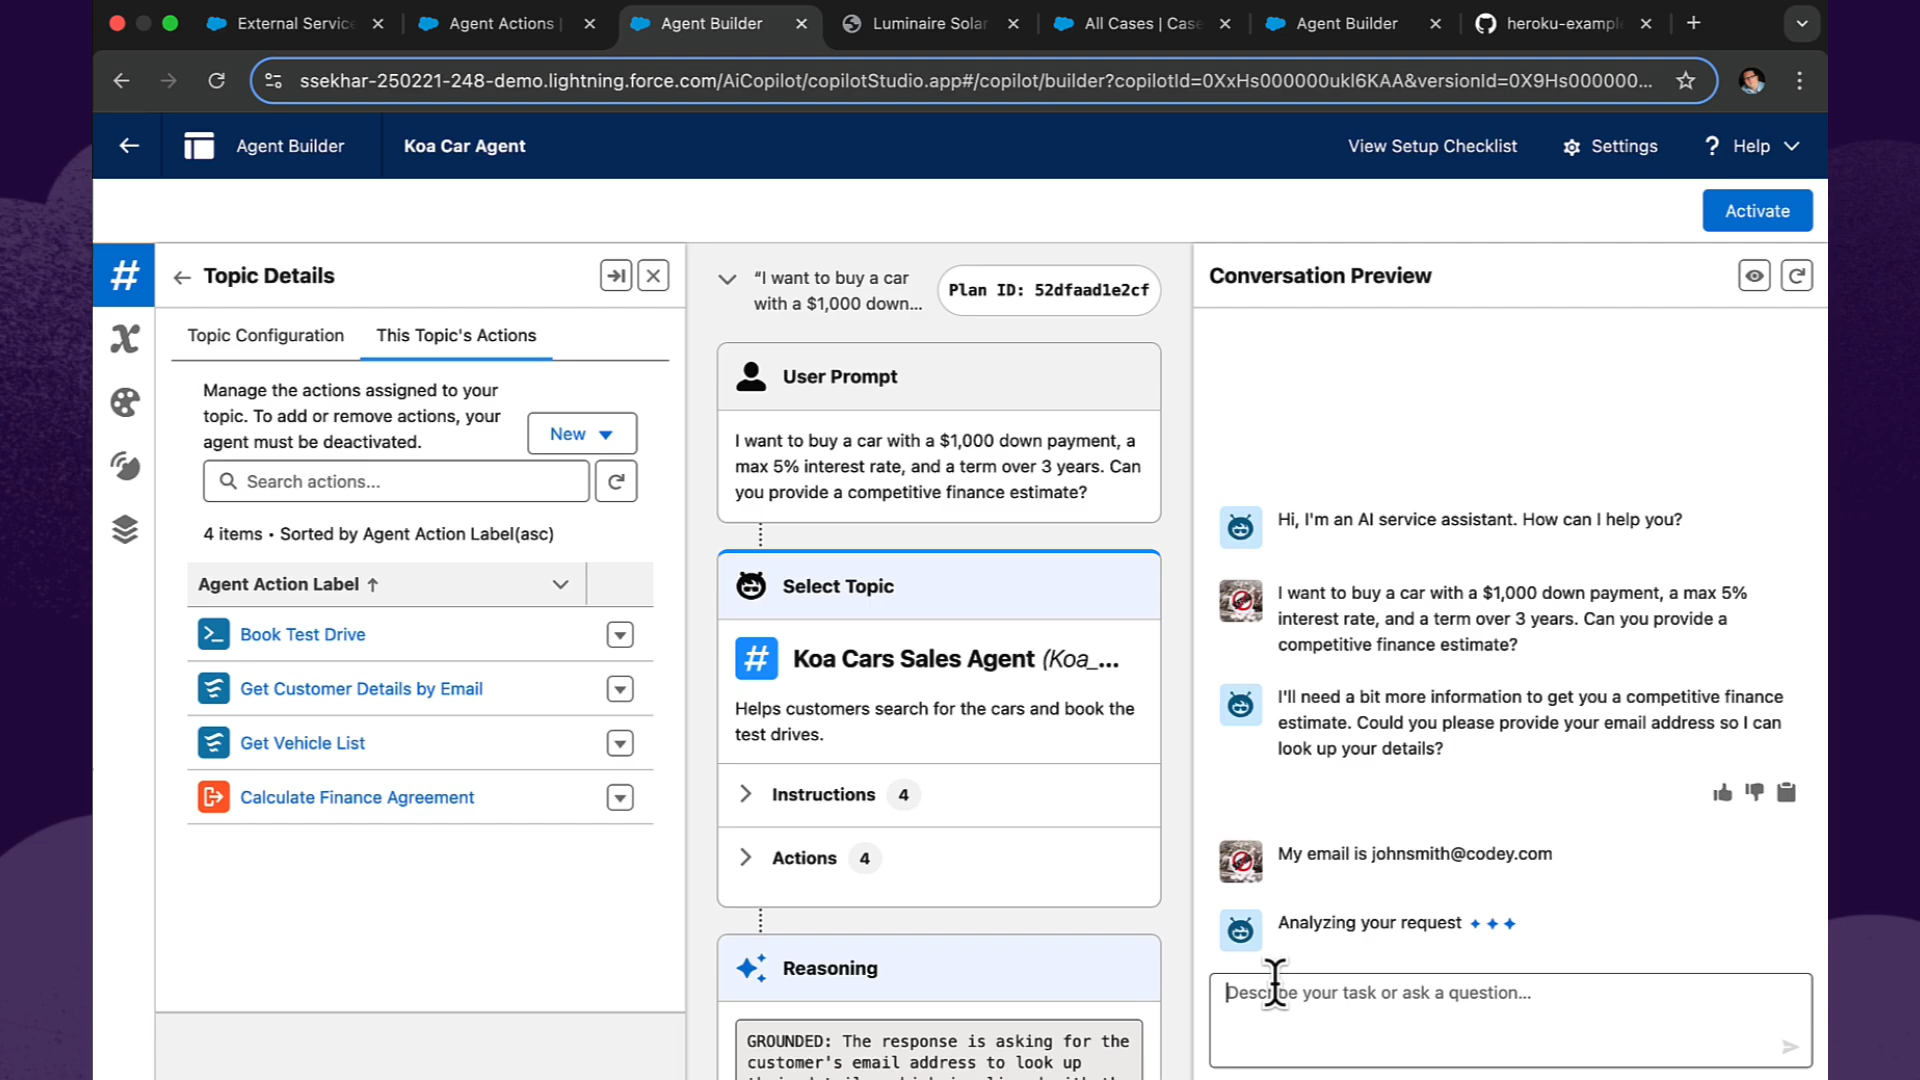 External Service
Agent Actions |
Agent Builder
Luminaire Solar
All Cases | Case
Agent Builder
heroku-example
ssekhar-250221-248-demo.lightning.force.com/AiCopilot/copilotStudio.app#/copilot/builder?copilotId=0XxHs000000ukl6KAA&versionId=0X9Hs000000...
Agent Builder
Koa Car Agent
View Setup Checklist
Settings
? Help
Activate
# Topic Details
Topic Configuration
This Topic's Actions
Manage the actions assigned to your
topic. To add or remove actions, your
agent must be deactivated.
New
Search actions...
4 items • Sorted by Agent Action Label(asc)
Agent Action Label ↑
Book Test Drive
Get Customer Details by Email
Get Vehicle List
Calculate Finance Agreement
“I want to buy a car
with a $1,000 down...
Plan ID: 52dfaad1e2cf
User Prompt
I want to buy a car with a $1,000 down payment, a
max 5% interest rate, and a term over 3 years. Can
you provide a competitive finance estimate?
Select Topic
# Koa Cars Sales Agent (Koa_...
Helps customers search for the cars and book the
test drives.
Instructions 4
Actions 4
Reasoning
GROUNDED: The response is asking for the
customer's email address to look up
Conversation Preview
Hi, I'm an AI service assistant. How can I help you?
I want to buy a car with a $1,000 down payment, a max 5%
interest rate, and a term over 3 years. Can you provide a
competitive finance estimate?
I'll need a bit more information to get you a competitive finance
estimate. Could you please provide your email address so I can
look up your details?
My email is johnsmith@codey.com
Analyzing your request
Describe your task or ask a question...